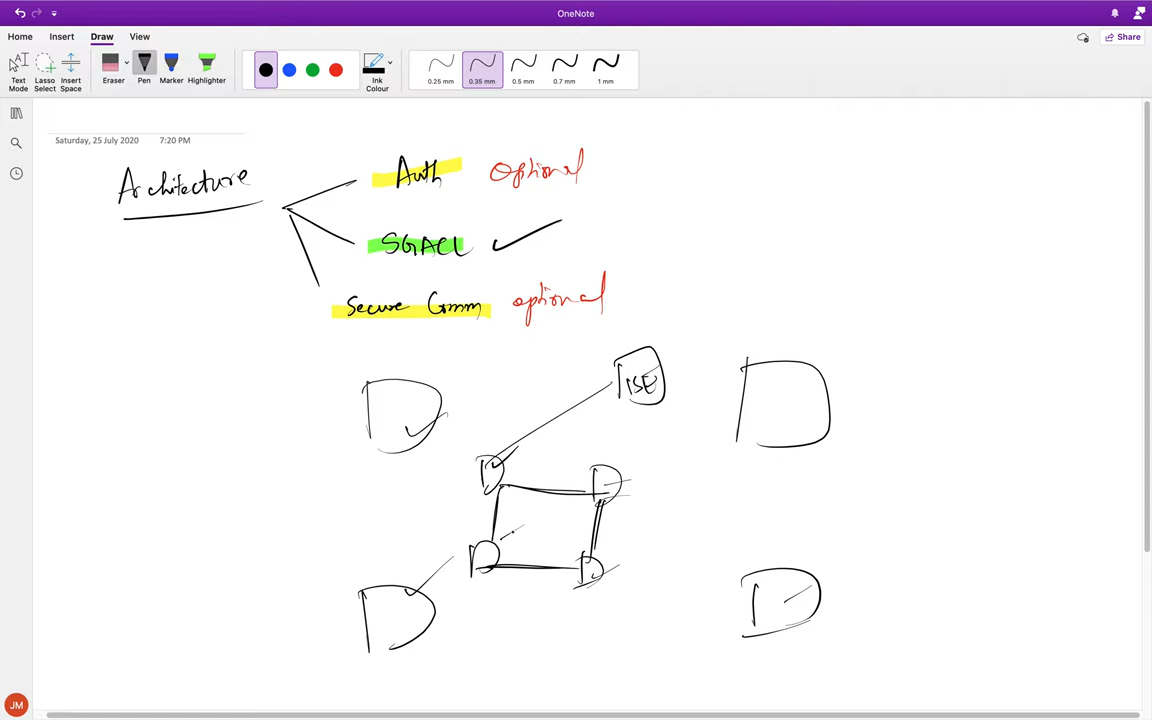 OneNote
Home Insert Draw View
Share
Text Mode
Lasso Select
Insert Space
Eraser
Pen
Marker
Highlighter
Ink Colour
0.25 mm
0.35 mm
0.5 mm
0.7 mm
1 mm
Saturday, 25 July 2020 7:20 PM
Architecture
Auth Optional
SGACL
Secure Comm optional
ISE
JM